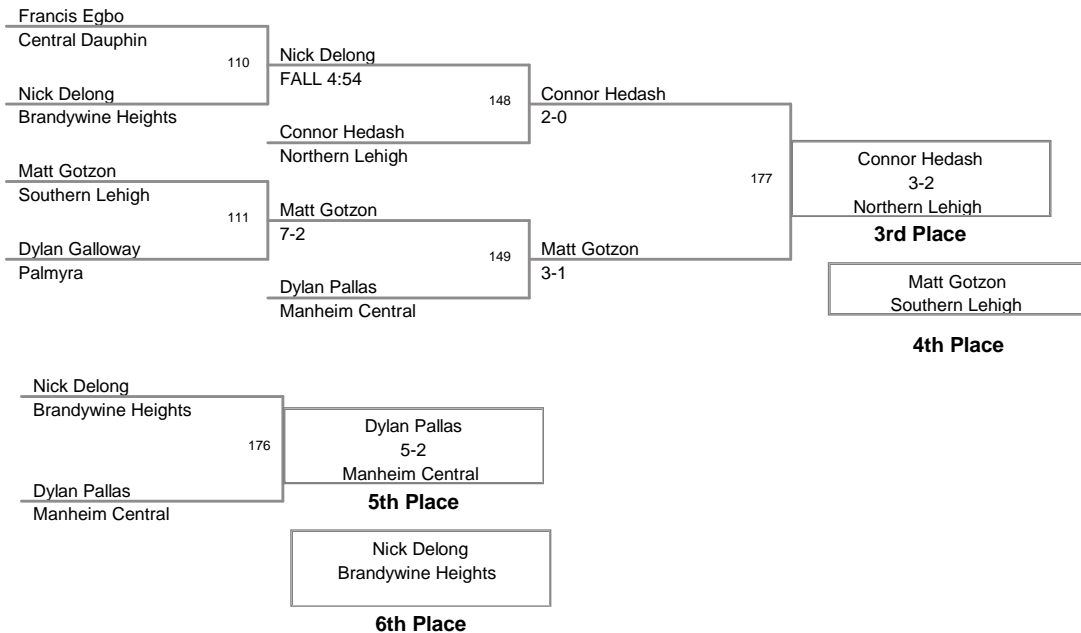 Francis Egbo
Central Dauphin
110
Nick Delong
Brandywine Heights
Nick Delong
FALL 4:54
148
Connor Hedash
Northern Lehigh
Connor Hedash
2-0
Matt Gotzon
Southern Lehigh
111
Dylan Galloway
Palmyra
Matt Gotzon
7-2
149
Dylan Pallas
Manheim Central
Matt Gotzon
3-1
177
Connor Hedash
3-2
Northern Lehigh
3rd Place
Matt Gotzon
Southern Lehigh
4th Place
Nick Delong
Brandywine Heights
176
Dylan Pallas
Manheim Central
Dylan Pallas
5-2
Manheim Central
5th Place
Nick Delong
Brandywine Heights
6th Place